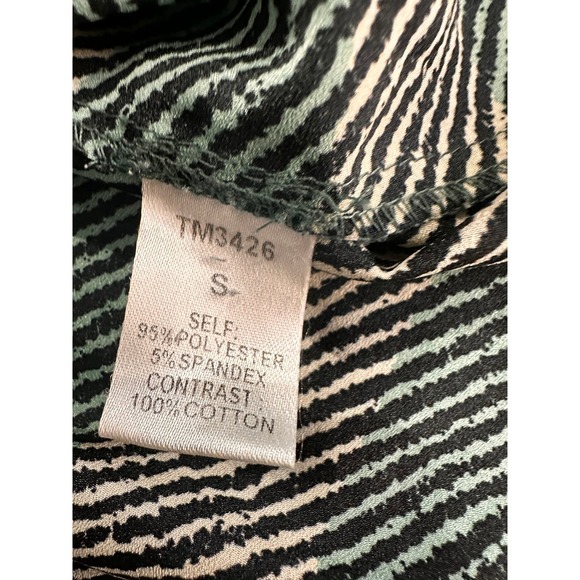 TM3426
S
SELF:
95%POLYESTER
5%SPANDEX
CONTRAST :
100%COTTON